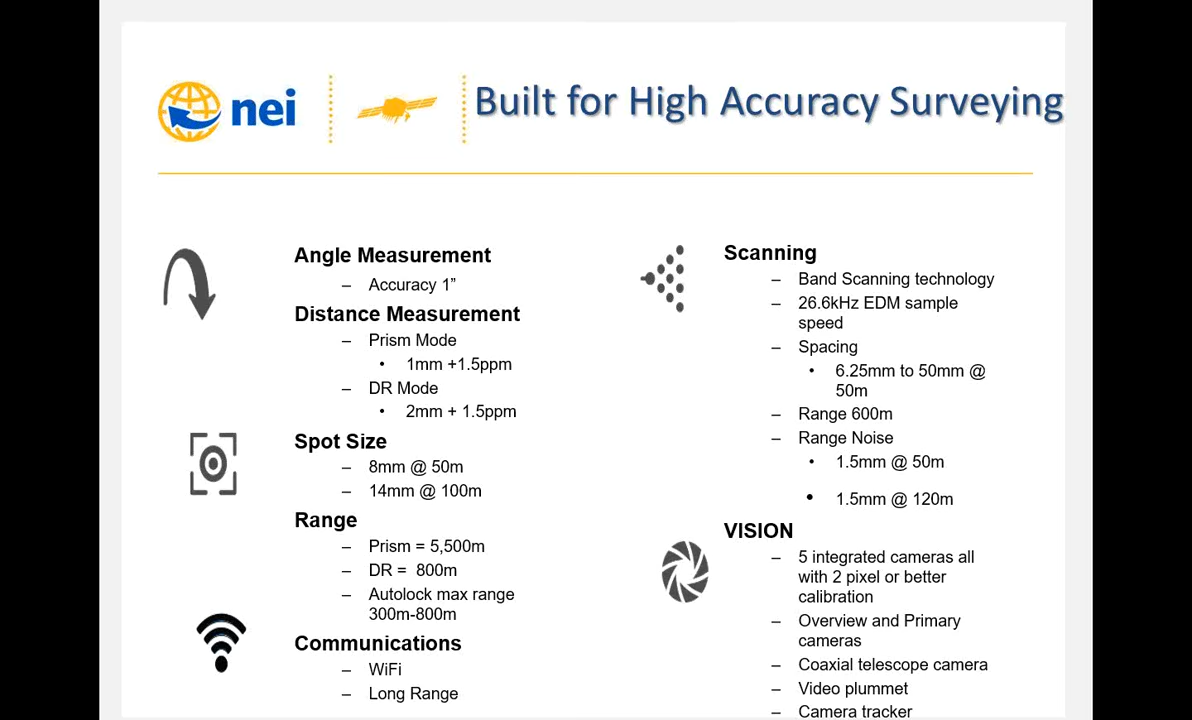 nei
Built for High Accuracy Surveying
Angle Measurement
– Accuracy 1”
Distance Measurement
– Prism Mode
• 1mm +1.5ppm
– DR Mode
• 2mm + 1.5ppm
Spot Size
– 8mm @ 50m
– 14mm @ 100m
Range
– Prism = 5,500m
– DR = 800m
– Autolock max range
300m-800m
Communications
– WiFi
– Long Range
Scanning
– Band Scanning technology
– 26.6kHz EDM sample
speed
– Spacing
• 6.25mm to 50mm @
50m
– Range 600m
– Range Noise
• 1.5mm @ 50m
• 1.5mm @ 120m
VISION
– 5 integrated cameras all
with 2 pixel or better
calibration
– Overview and Primary
cameras
– Coaxial telescope camera
– Video plummet
– Camera tracker